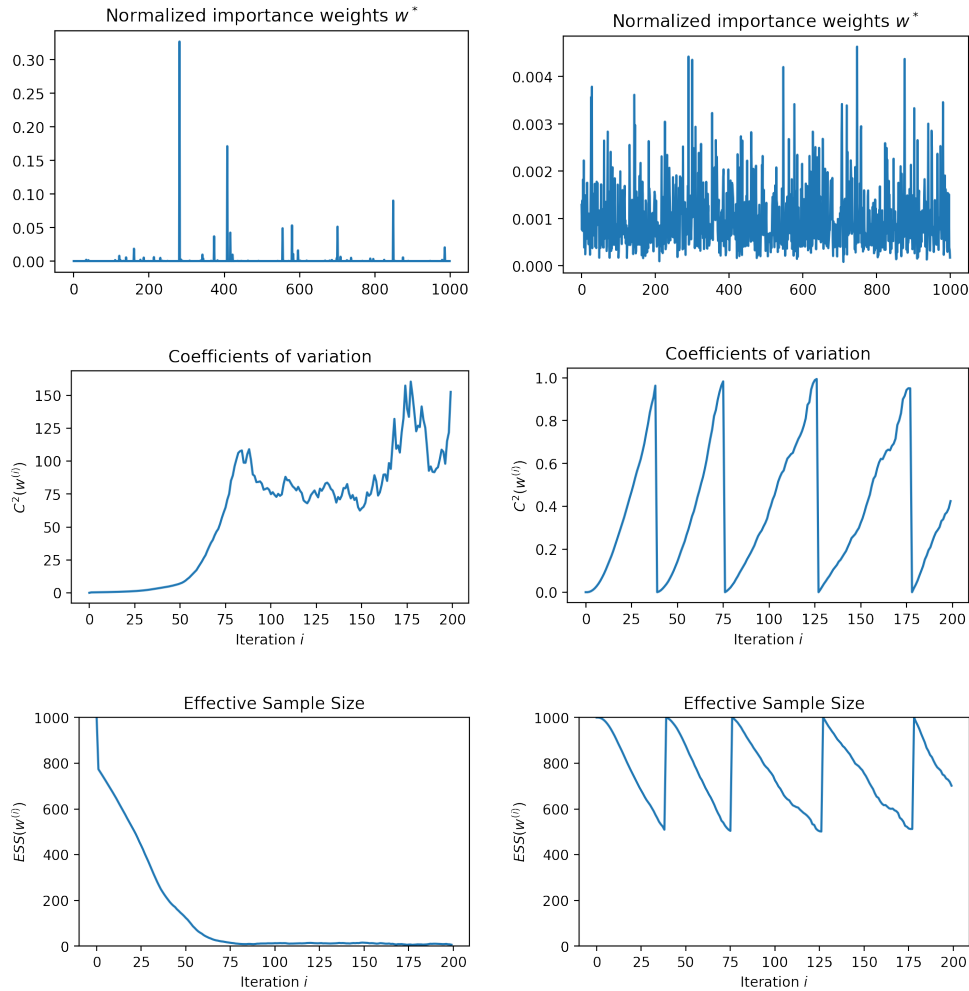 Normalized importance weights w*
0.30
0.25
0.20
0.15
0.10
0.05
0.00
0 200 400 600 800 1000
Normalized importance weights w*
0.004
0.003
0.002
0.001
0.000
0 200 400 600 800 1000
Coefficients of variation
C²(w⁽ⁱ⁾)
150
125
100
75
50
25
0
0 25 50 75 100 125 150 175 200
Iteration i
Coefficients of variation
C²(w⁽ⁱ⁾)
1.0
0.8
0.6
0.4
0.2
0.0
0 25 50 75 100 125 150 175 200
Iteration i
Effective Sample Size
ESS(w⁽ⁱ⁾)
1000
800
600
400
200
0
0 25 50 75 100 125 150 175 200
Iteration i
Effective Sample Size
ESS(w⁽ⁱ⁾)
1000
800
600
400
200
0
0 25 50 75 100 125 150 175 200
Iteration i